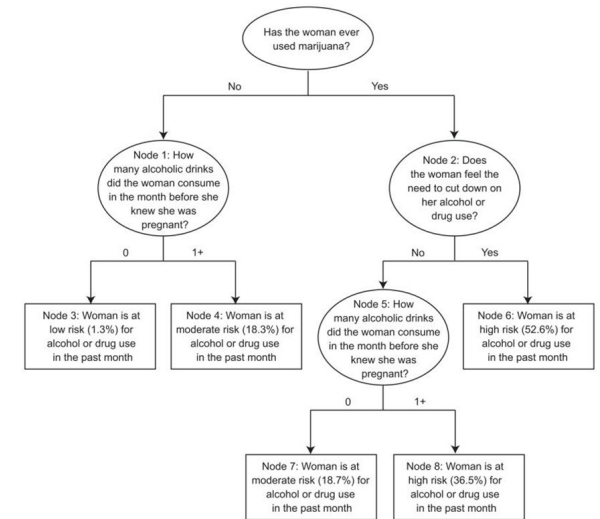 Has the woman ever
used marijuana?
No
Yes
Node 1: How
many alcoholic drinks
did the woman consume
in the month before she
knew she was
pregnant?
Node 2: Does
the woman feel the
need to cut down on
her alcohol or
drug use?
0
1+
No
Yes
Node 3: Woman is at
low risk (1.3%) for
alcohol or drug use
in the past month
Node 4: Woman is at
moderate risk (18.3%) for
alcohol or drug use
in the past month
Node 5: How
many alcoholic drinks
did the woman consume
in the month before she
knew she was
pregnant?
Node 6: Woman is at
high risk (52.6%) for
alcohol or drug use
in the past month
0
1+
Node 7: Woman is at
moderate risk (18.7%) for
alcohol or drug use
in the past month
Node 8: Woman is at
high risk (36.5%) for
alcohol or drug use
in the past month